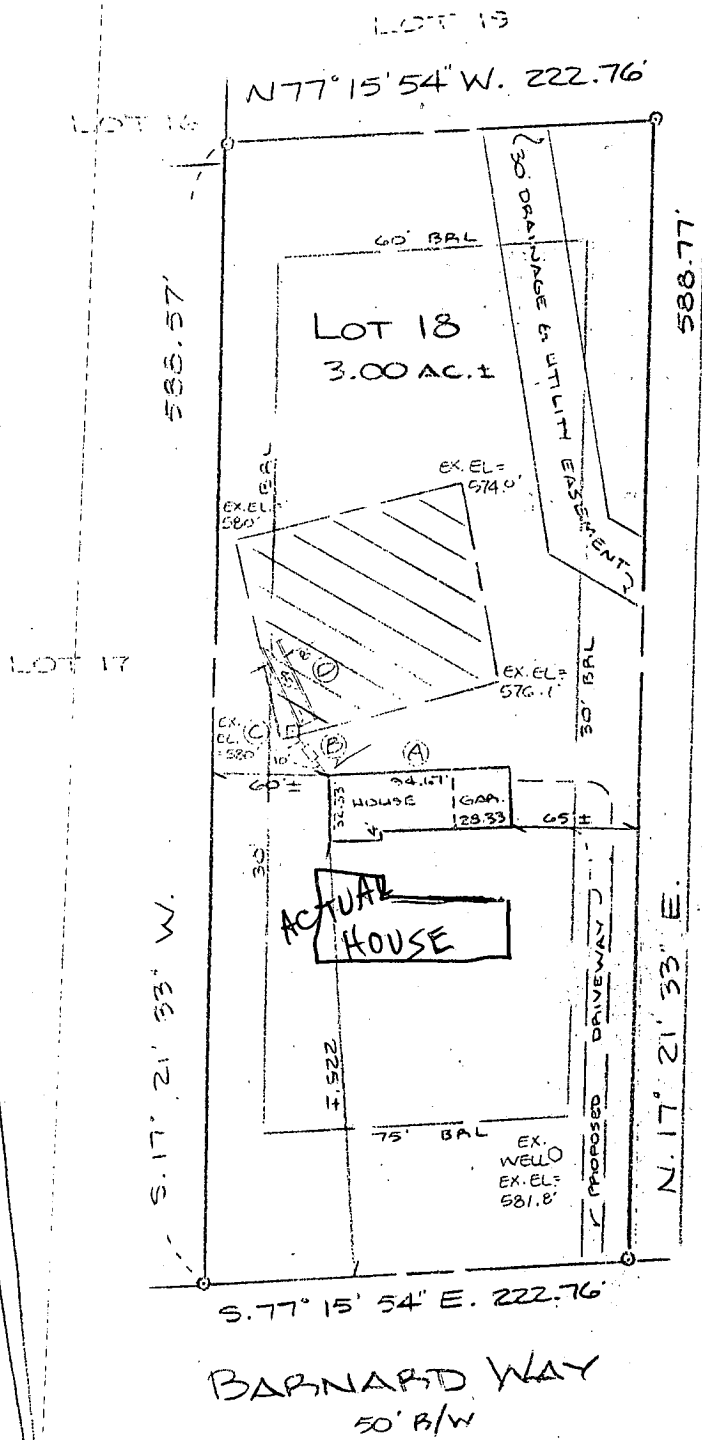 LOT 19
N77° 15' 54" W. 222.76'
LOT 16
30' DRAINAGE & UTILITY EASEMENT
60' BRL
588.57'
588.77'
LOT 18
3.00 AC.±
BRL
EX. EL=
574.0'
EX. EL=
580'
LOT 17
30' BRL
EX. EL=
576.1'
D
EX.
EL.
=580'
C
10'
B
A
60'±
94.67'
32.33
HOUSE
GAR.
28.33
4'
65'±
30'
ACTUAL
HOUSE
S. 17° 21' 33" W.
N. 17° 21' 33" E.
225'±
PROPOSED DRIVEWAY
75' BRL
EX.
WELL
EX. EL=
581.8'
S. 77° 15' 54" E. 222.76'
BARNARD WAY
50' R/W